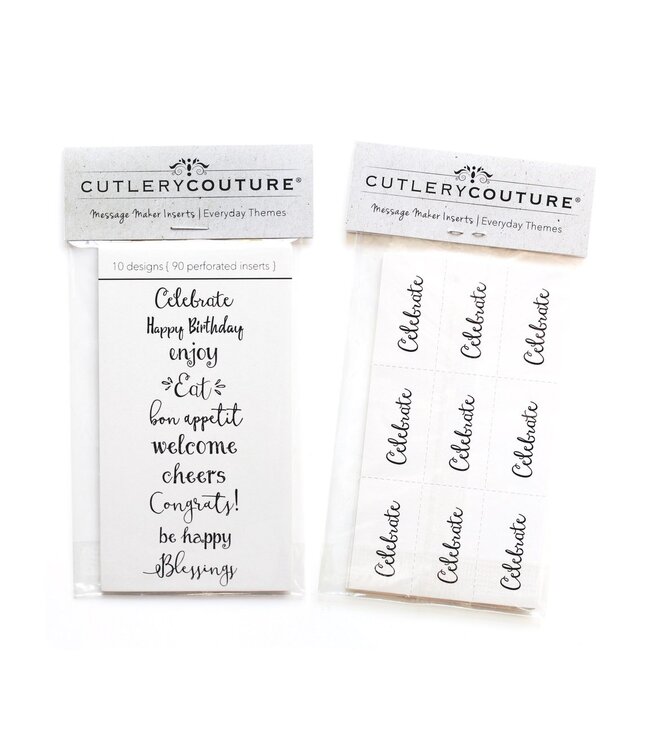 CUTLERYCOUTURE®
Message Maker Inserts | Everyday Themes
10 designs { 90 perforated inserts }
Celebrate
Happy Birthday
enjoy
Eat
bon appetit
welcome
cheers
Congrats!
be happy
Blessings
CUTLERYCOUTURE®
Message Maker Inserts | Everyday Themes
Celebrate Celebrate Celebrate
Celebrate Celebrate Celebrate
Celebrate Celebrate Celebrate